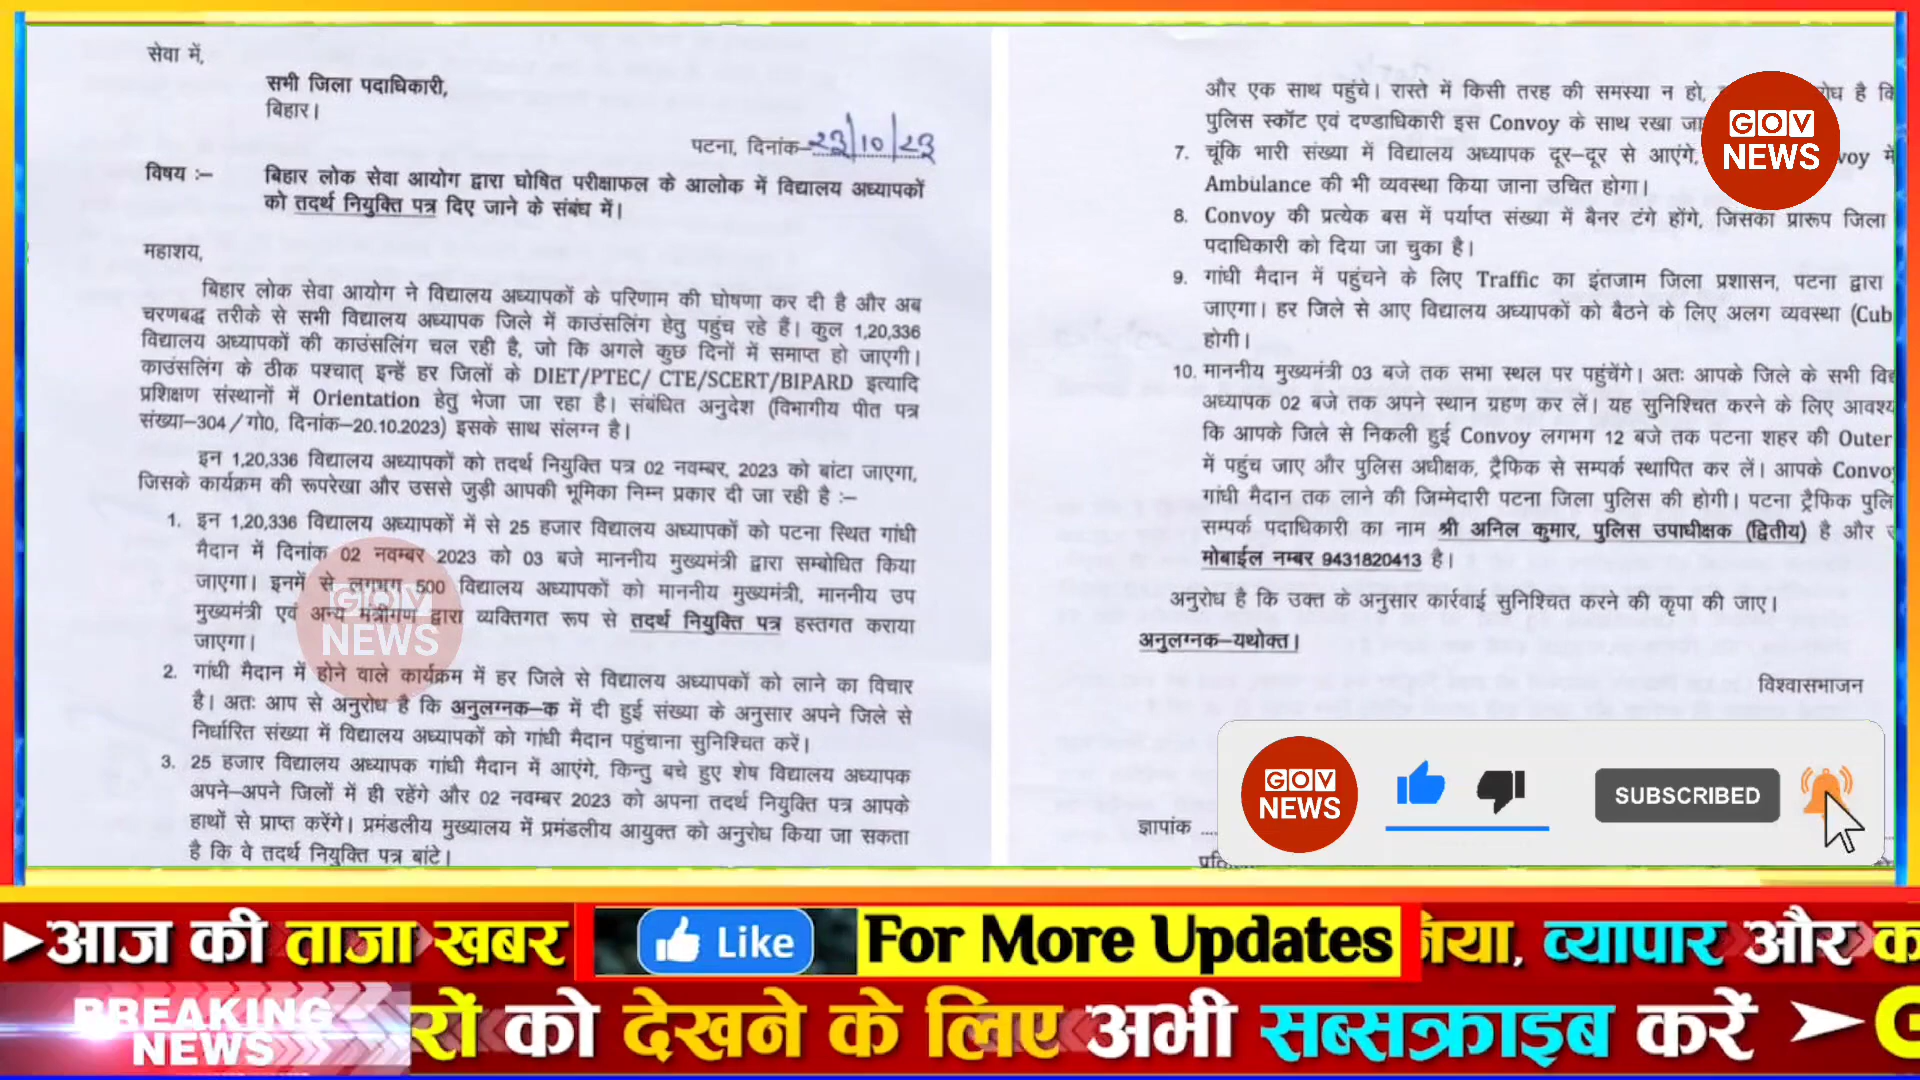 सेवा में,
सभी जिला पदाधिकारी,
बिहार।
पटना, दिनांक–23/10/23
विषय :– बिहार लोक सेवा आयोग द्वारा घोषित परीक्षाफल के आलोक में विद्यालय अध्यापकों
को तदर्थ नियुक्ति पत्र दिए जाने के संबंध में।
महाशय,
बिहार लोक सेवा आयोग ने विद्यालय अध्यापकों के परिणाम की घोषणा कर दी है और अब
चरणबद्ध तरीके से सभी विद्यालय अध्यापक जिले में काउंसलिंग हेतु पहुंच रहे हैं। कुल 1,20,336
विद्यालय अध्यापकों की काउंसलिंग चल रही है, जो कि अगले कुछ दिनों में समाप्त हो जाएगी।
काउंसलिंग के ठीक पश्चात् इन्हें हर जिलों के DIET/PTEC/ CTE/SCERT/BIPARD इत्यादि
प्रशिक्षण संस्थानों में Orientation हेतु भेजा जा रहा है। संबंधित अनुदेश (विभागीय पीत पत्र
संख्या–304/गो0, दिनांक–20.10.2023) इसके साथ संलग्न है।
इन 1,20,336 विद्यालय अध्यापकों को तदर्थ नियुक्ति पत्र 02 नवम्बर, 2023 को बांटा जाएगा,
जिसके कार्यक्रम की रूपरेखा और उससे जुड़ी आपकी भूमिका निम्न प्रकार दी जा रही है :–
1. इन 1,20,336 विद्यालय अध्यापकों में से 25 हजार विद्यालय अध्यापकों को पटना स्थित गांधी
मैदान में दिनांक 02 नवम्बर 2023 को 03 बजे माननीय मुख्यमंत्री द्वारा सम्बोधित किया
जाएगा। इनमें से लगभग 500 विद्यालय अध्यापकों को माननीय मुख्यमंत्री, माननीय उप
मुख्यमंत्री एवं अन्य मंत्रीगण द्वारा व्यक्तिगत रूप से तदर्थ नियुक्ति पत्र हस्तगत कराया
जाएगा।
2. गांधी मैदान में होने वाले कार्यक्रम में हर जिले से विद्यालय अध्यापकों को लाने का विचार
है। अतः आप से अनुरोध है कि अनुलग्नक–क में दी हुई संख्या के अनुसार अपने जिले से
निर्धारित संख्या में विद्यालय अध्यापकों को गांधी मैदान पहुंचाना सुनिश्चित करें।
3. 25 हजार विद्यालय अध्यापक गांधी मैदान में आएंगे, किन्तु बचे हुए शेष विद्यालय अध्यापक
अपने–अपने जिलों में ही रहेंगे और 02 नवम्बर 2023 को अपना तदर्थ नियुक्ति पत्र आपके
हाथों से प्राप्त करेंगे। प्रमंडलीय मुख्यालय में प्रमंडलीय आयुक्त को अनुरोध किया जा सकता
है कि वे तदर्थ नियुक्ति पत्र बांटे।
GOV
NEWS
और एक साथ पहुंचे। रास्ते में किसी तरह की समस्या न हो,
पुलिस स्कॉट एवं दण्डाधिकारी इस Convoy के साथ रखा
7. चूंकि भारी संख्या में विद्यालय अध्यापक दूर–दूर से आएंगे,
Ambulance की भी व्यवस्था किया जाना उचित होगा।
8. Convoy की प्रत्येक बस में पर्याप्त संख्या में बैनर टंगे होंगे, जिसका प्रारूप जिला
पदाधिकारी को दिया जा चुका है।
9. गांधी मैदान में पहुंचने के लिए Traffic का इंतजाम जिला प्रशासन, पटना द्वारा
जाएगा। हर जिले से आए विद्यालय अध्यापकों को बैठने के लिए अलग व्यवस्था (Cub
होगी।
10. माननीय मुख्यमंत्री 03 बजे तक सभा स्थल पर पहुंचेंगे। अतः आपके जिले के सभी
अध्यापक 02 बजे तक अपने स्थान ग्रहण कर लें। यह सुनिश्चित करने के लिए
कि आपके जिले से निकली हुई Convoy लगभग 12 बजे तक पटना शहर की Outer
में पहुंच जाए और पुलिस अधीक्षक, ट्रैफिक से सम्पर्क स्थापित कर लें। आपके Convo
गांधी मैदान तक लाने की जिम्मेदारी पटना जिला पुलिस की होगी। पटना ट्रैफिक
सम्पर्क पदाधिकारी का नाम श्री अनिल कुमार, पुलिस उपाधीक्षक (द्वितीय) है और
मोबाईल नम्बर 9431820413 है।
अनुरोध है कि उक्त के अनुसार कार्रवाई सुनिश्चित करने की कृपा की जाए।
अनुलग्नक–यथोक्त।
विश्वासभाजन
ज्ञापांक ....
GOV
NEWS
GOV
NEWS
SUBSCRIBED
आज की ताजा खबर
Like
For More Updates
व्यापार और
BREAKING
NEWS
को देखने के लिए अभी सब्सक्राइब करें